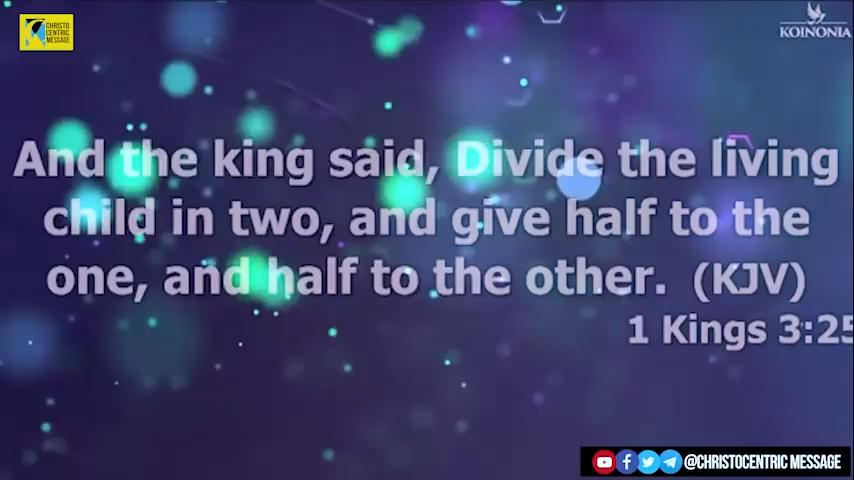 CHRISTO
CENTRIC
MESSAGE
KOINONIA
And the king said, Divide the living
child in two, and give half to the
one, and half to the other. (KJV)
1 Kings 3:25
@CHRISTOCENTRIC MESSAGE